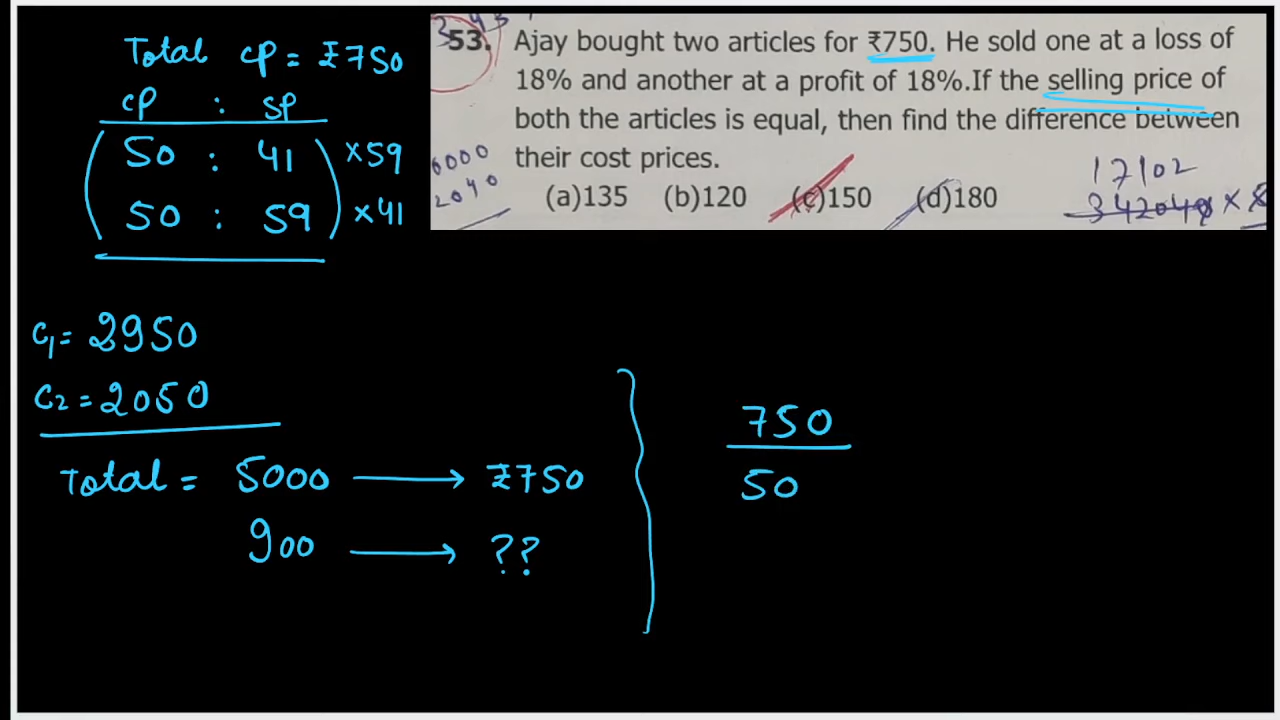 Total CP = ₹750
CP : SP
50 : 41 ×59
50 : 59 ×41
53. Ajay bought two articles for ₹750. He sold one at a loss of
18% and another at a profit of 18%.If the selling price of
both the articles is equal, then find the difference between
their cost prices.
(a)135 (b)120 (c)150 (d)180
2040
17102
C1 = 2950
C2 = 2050
Total = 5000 → ₹750
900 → ??
750
50